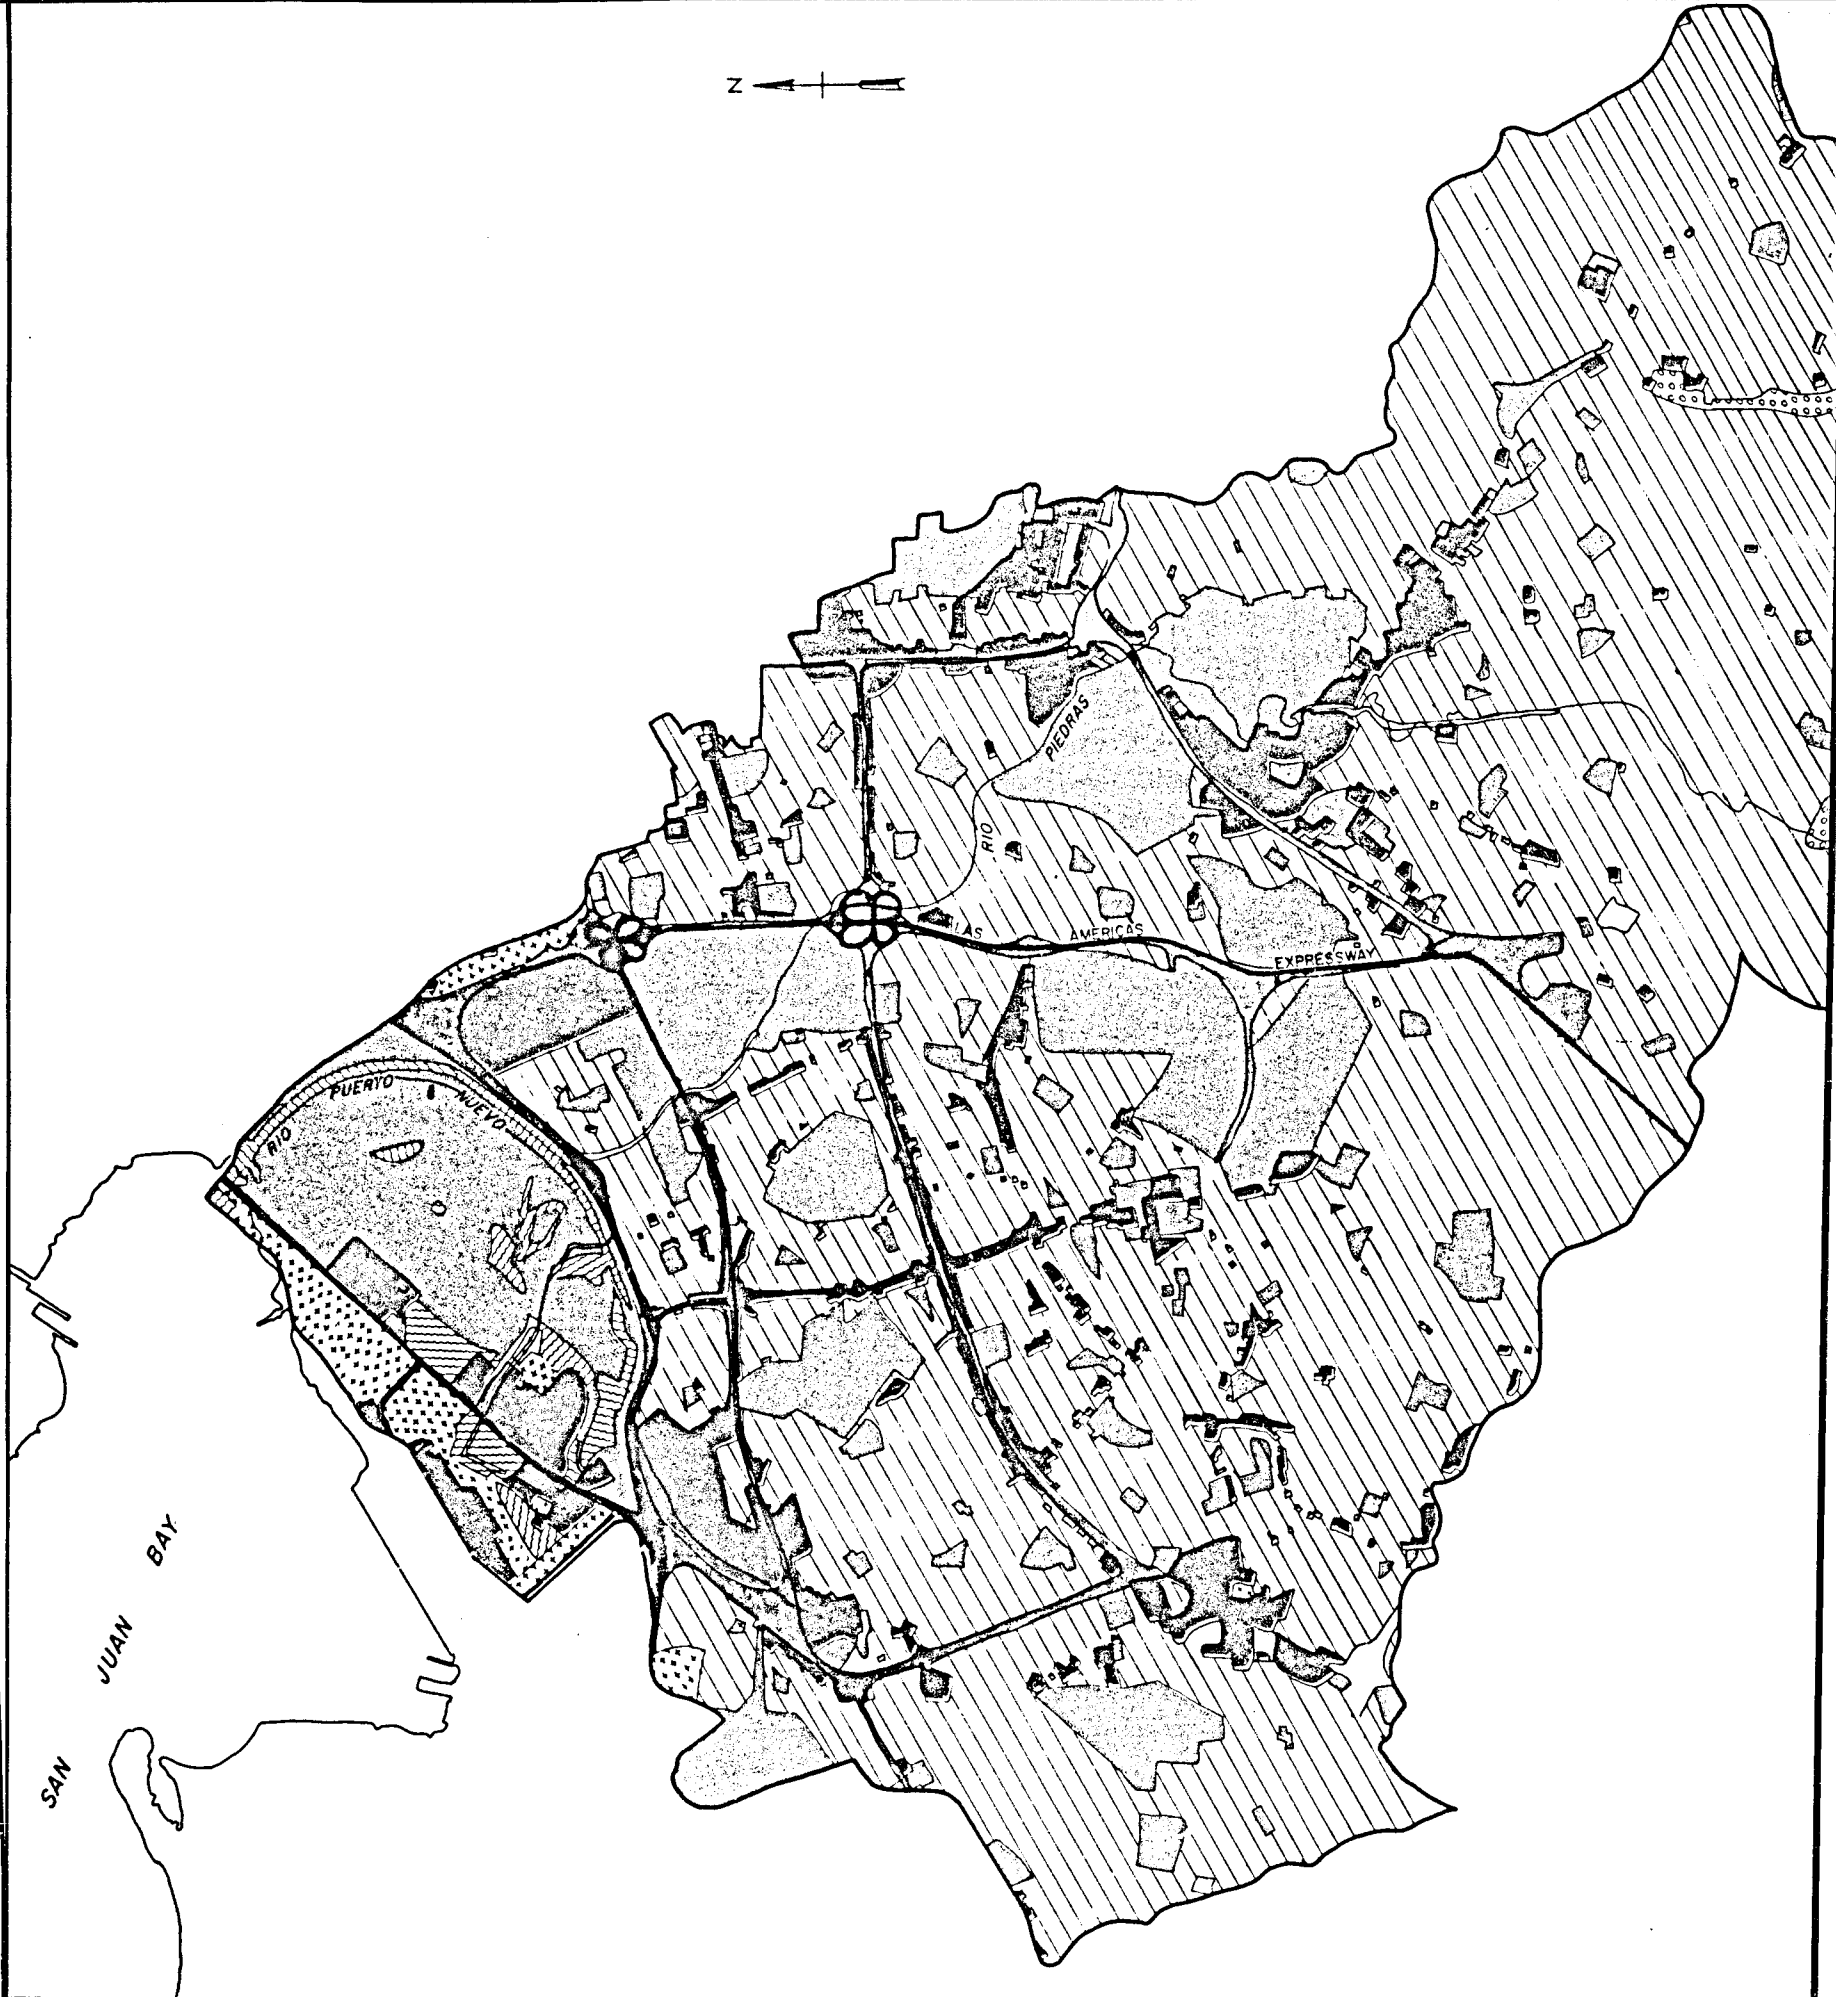 N
PIEDRAS
RIO
LAS AMERICAS EXPRESSWAY
RIO PUERTO NUEVO
SAN JUAN BAY